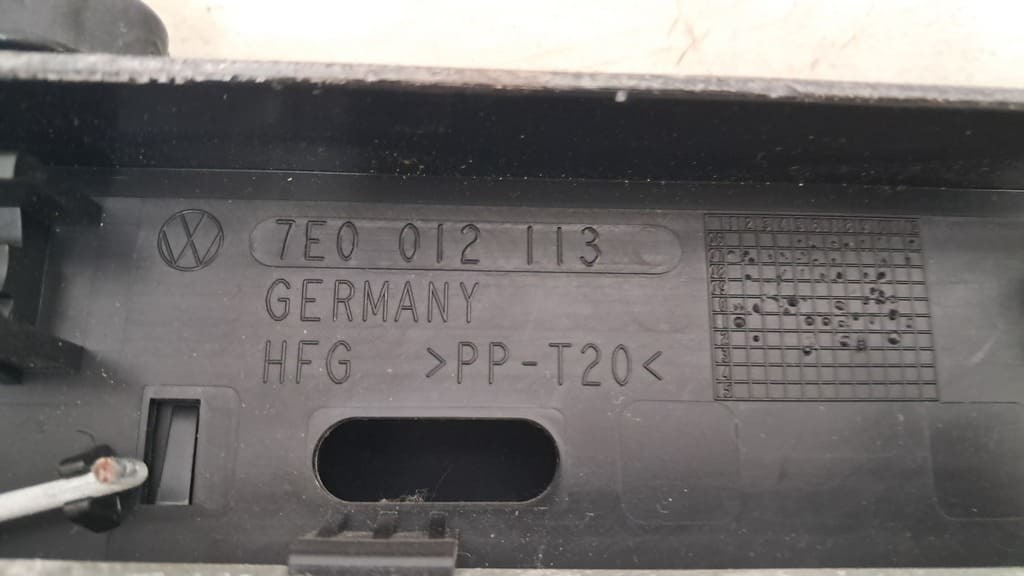 7E0 012 113
GERMANY
HFG >PP-T20<